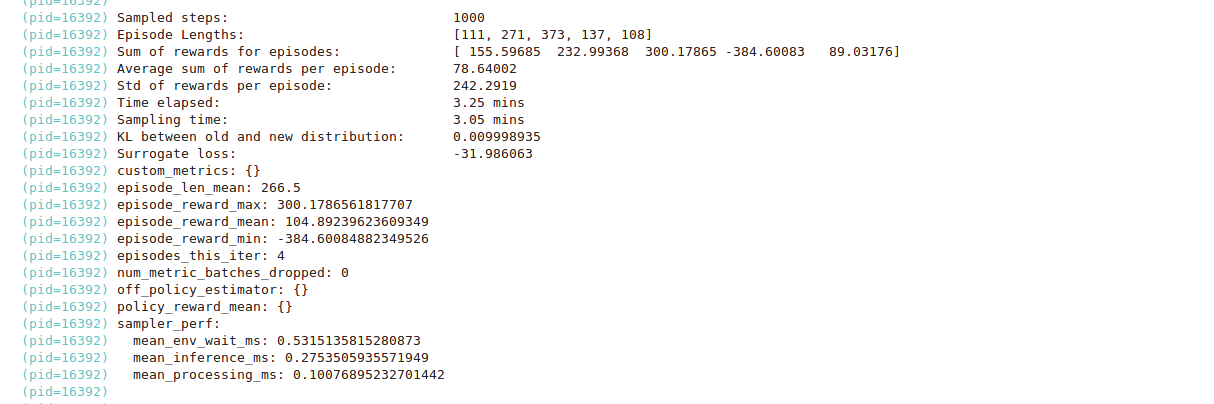 (pid=16392)
(pid=16392) Sampled steps: 1000
(pid=16392) Episode Lengths: [111, 271, 373, 137, 108]
(pid=16392) Sum of rewards for episodes: [ 155.59685 232.99368 300.17865 -384.60083 89.03176]
(pid=16392) Average sum of rewards per episode: 78.64002
(pid=16392) Std of rewards per episode: 242.2919
(pid=16392) Time elapsed: 3.25 mins
(pid=16392) Sampling time: 3.05 mins
(pid=16392) KL between old and new distribution: 0.009998935
(pid=16392) Surrogate loss: -31.986063
(pid=16392) custom_metrics: {}
(pid=16392) episode_len_mean: 266.5
(pid=16392) episode_reward_max: 300.1786561817707
(pid=16392) episode_reward_mean: 104.89239623609349
(pid=16392) episode_reward_min: -384.60084882349526
(pid=16392) episodes_this_iter: 4
(pid=16392) num_metric_batches_dropped: 0
(pid=16392) off_policy_estimator: {}
(pid=16392) policy_reward_mean: {}
(pid=16392) sampler_perf:
(pid=16392) mean_env_wait_ms: 0.5315135815280873
(pid=16392) mean_inference_ms: 0.2753505935571949
(pid=16392) mean_processing_ms: 0.10076895232701442
(pid=16392)